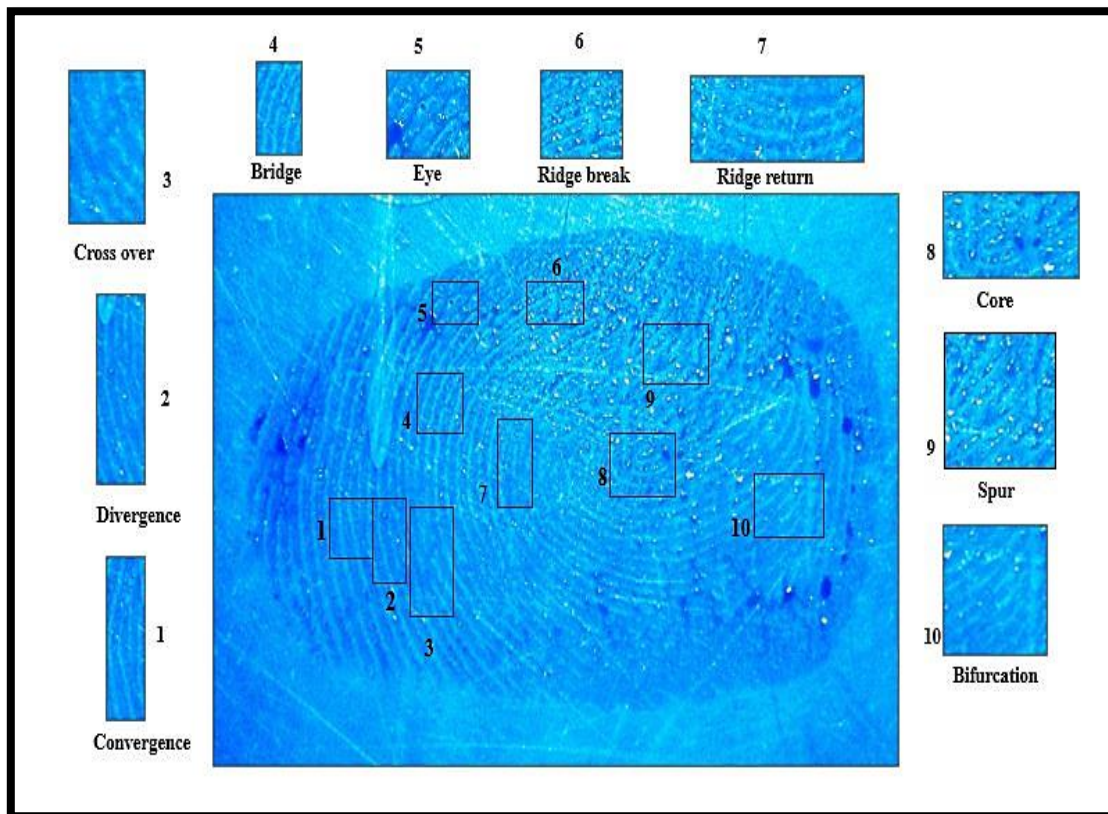 4
5
6
7
Bridge
Eye
Ridge break
Ridge return
3
Cross over
2
Divergence
1
Convergence
5
6
4
9
7
8
1
2
3
10
8
Core
9
Spur
10
Bifurcation